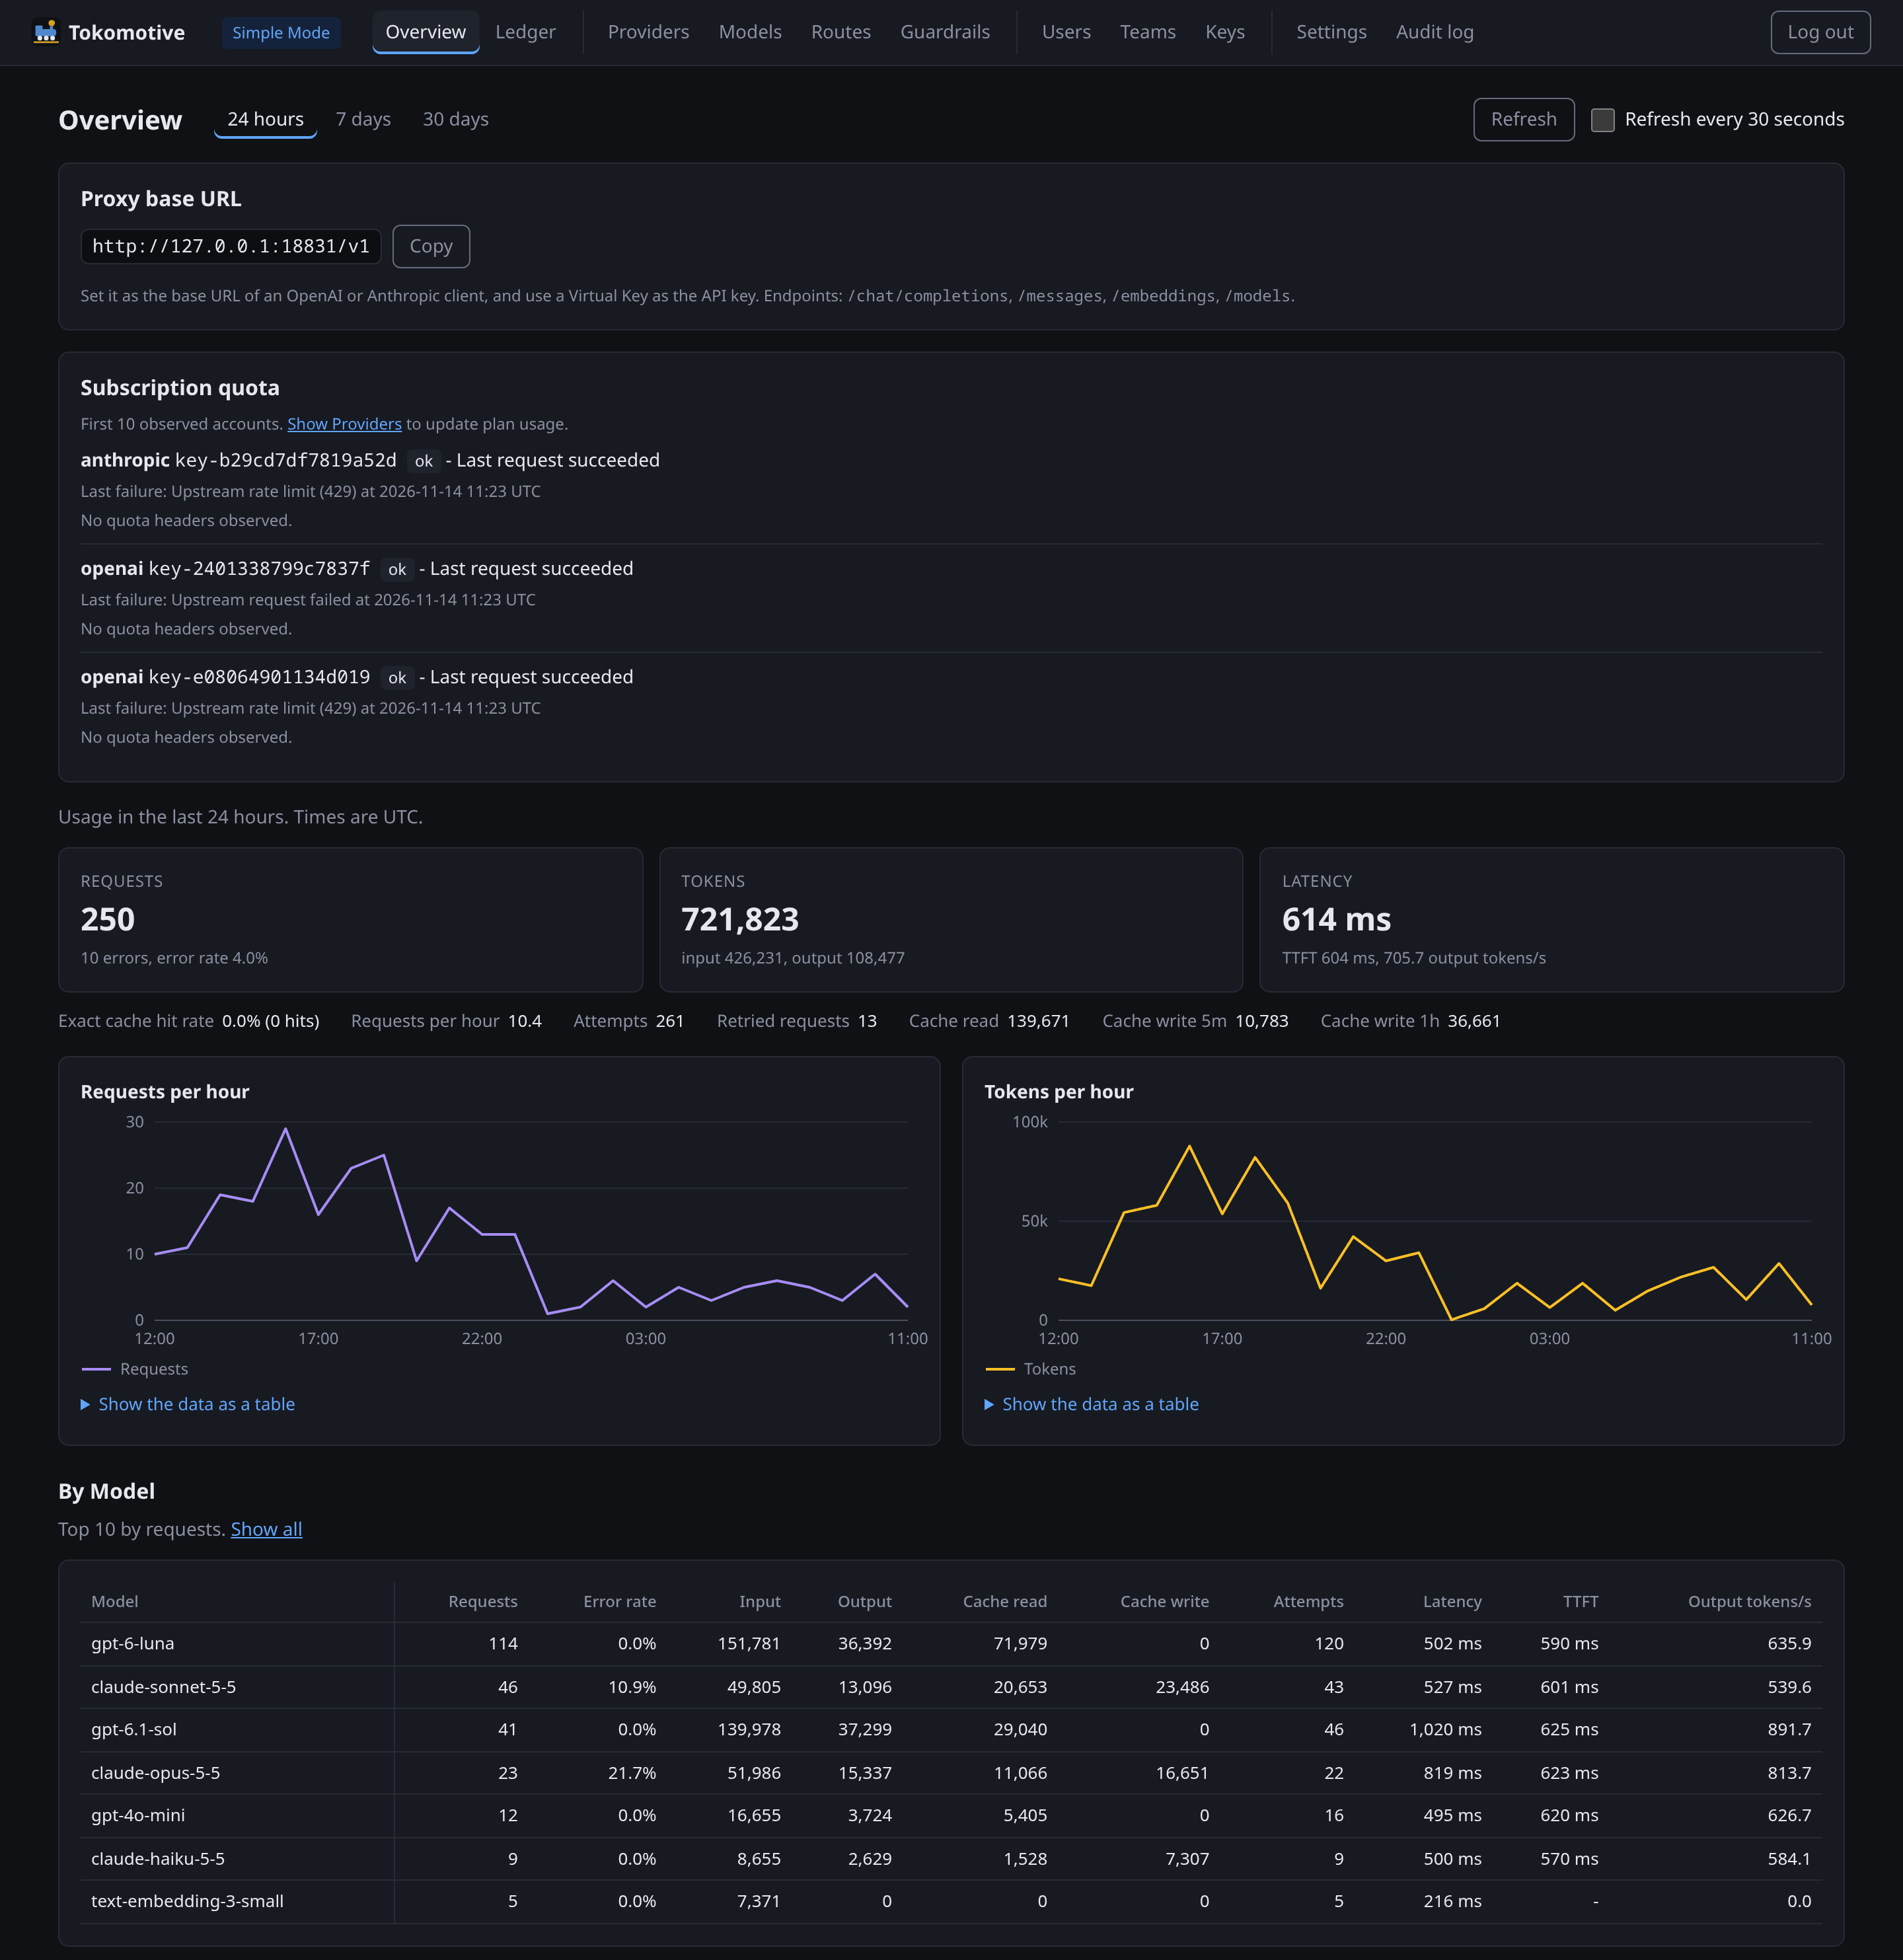 Tokomotive Simple Mode Overview Ledger Providers Models Routes Guardrails Users Teams Keys Settings Audit log Log out
Overview 24 hours 7 days 30 days Refresh Refresh every 30 seconds
Proxy base URL
http://127.0.0.1:18831/v1 Copy
Set it as the base URL of an OpenAI or Anthropic client, and use a Virtual Key as the API key. Endpoints: /chat/completions, /messages, /embeddings, /models.
Subscription quota
First 10 observed accounts. Show Providers to update plan usage.
anthropic key-b29cd7df7819a52d ok - Last request succeeded
Last failure: Upstream rate limit (429) at 2026-11-14 11:23 UTC
No quota headers observed.
openai key-2401338799c7837f ok - Last request succeeded
Last failure: Upstream request failed at 2026-11-14 11:23 UTC
No quota headers observed.
openai key-e08064901134d019 ok - Last request succeeded
Last failure: Upstream rate limit (429) at 2026-11-14 11:23 UTC
No quota headers observed.
Usage in the last 24 hours. Times are UTC.
REQUESTS
250
10 errors, error rate 4.0%
TOKENS
721,823
input 426,231, output 108,477
LATENCY
614 ms
TTFT 604 ms, 705.7 output tokens/s
Exact cache hit rate 0.0% (0 hits) Requests per hour 10.4 Attempts 261 Retried requests 13 Cache read 139,671 Cache write 5m 10,783 Cache write 1h 36,661
Requests per hour
30
20
10
0
12:00 17:00 22:00 03:00 11:00
Requests
Show the data as a table
Tokens per hour
100k
50k
0
12:00 17:00 22:00 03:00 11:00
Tokens
Show the data as a table
By Model
Top 10 by requests. Show all
Model Requests Error rate Input Output Cache read Cache write Attempts Latency TTFT Output tokens/s
gpt-6-luna 114 0.0% 151,781 36,392 71,979 0 120 502 ms 590 ms 635.9
claude-sonnet-5-5 46 10.9% 49,805 13,096 20,653 23,486 43 527 ms 601 ms 539.6
gpt-6.1-sol 41 0.0% 139,978 37,299 29,040 0 46 1,020 ms 625 ms 891.7
claude-opus-5-5 23 21.7% 51,986 15,337 11,066 16,651 22 819 ms 623 ms 813.7
gpt-4o-mini 12 0.0% 16,655 3,724 5,405 0 16 495 ms 620 ms 626.7
claude-haiku-5-5 9 0.0% 8,655 2,629 1,528 7,307 9 500 ms 570 ms 584.1
text-embedding-3-small 5 0.0% 7,371 0 0 0 5 216 ms - 0.0